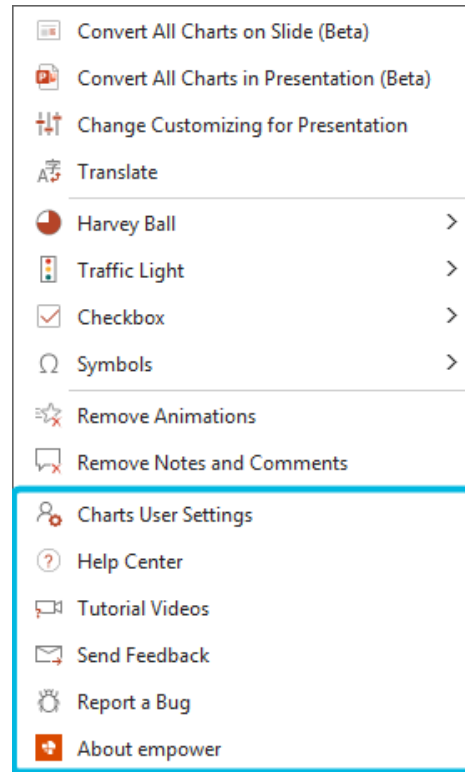 Convert All Charts on Slide (Beta)
Convert All Charts in Presentation (Beta)
Change Customizing for Presentation
Translate
Harvey Ball
Traffic Light
Checkbox
Symbols
Remove Animations
Remove Notes and Comments
Charts User Settings
Help Center
Tutorial Videos
Send Feedback
Report a Bug
About empower